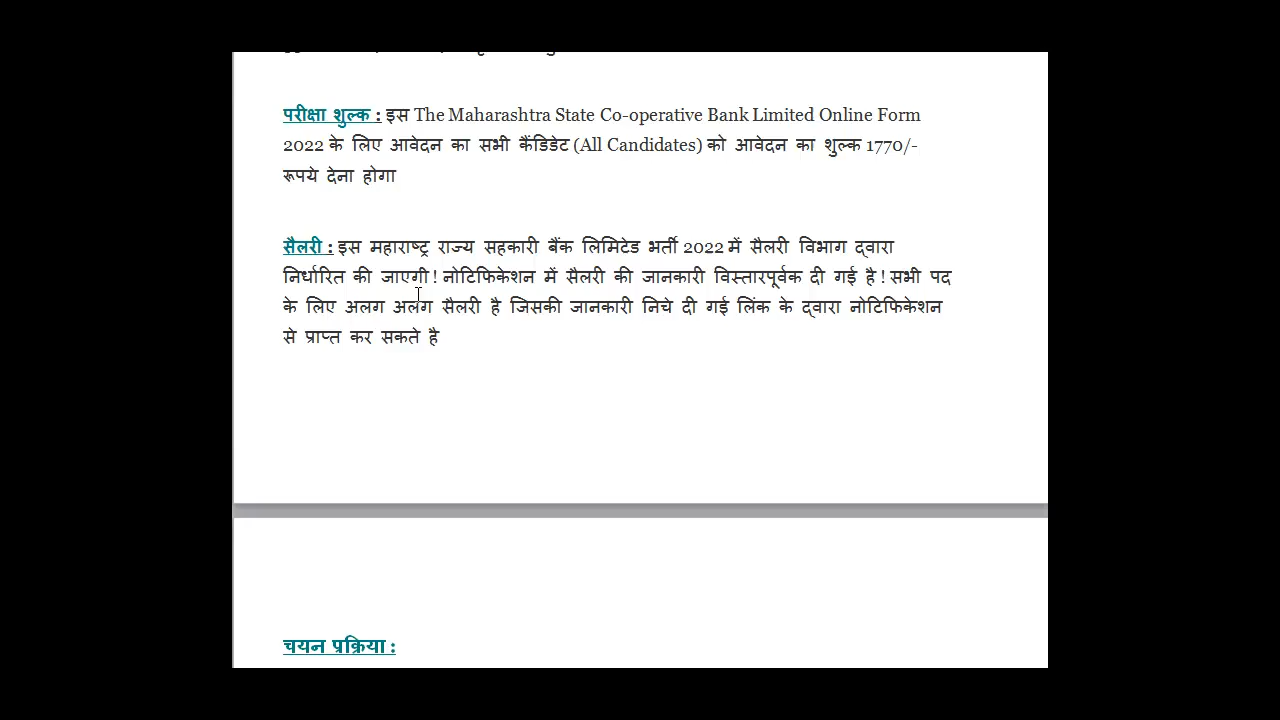 परीक्षा शुल्क : इस The Maharashtra State Co-operative Bank Limited Online Form
2022 के लिए आवेदन का सभी कैंडिडेट (All Candidates) को आवेदन का शुल्क 1770/-
रूपये देना होगा
सैलरी : इस महाराष्ट्र राज्य सहकारी बैंक लिमिटेड भर्ती 2022 में सैलरी विभाग द्वारा
निर्धारित की जाएगी ! नोटिफिकेशन में सैलरी की जानकारी विस्तारपूर्वक दी गई है ! सभी पद
के लिए अलग अलग सैलरी है जिसकी जानकारी निचे दी गई लिंक के द्वारा नोटिफिकेशन
से प्राप्त कर सकते है
चयन प्रक्रिया :